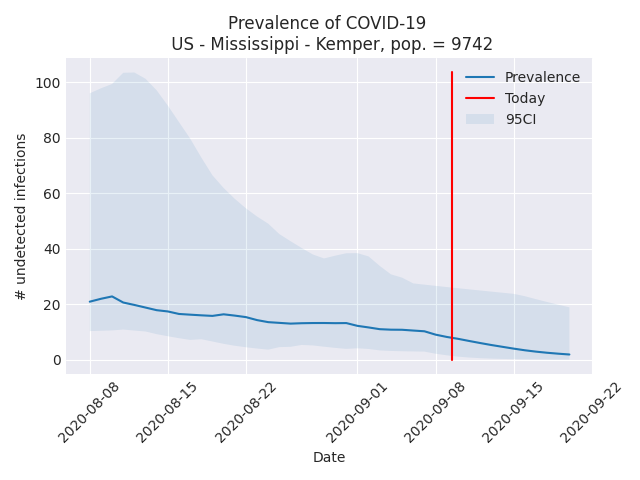 Prevalence of COVID-19
US - Mississippi - Kemper, pop. = 9742
Prevalence
Today
95CI
# undetected infections
100
80
60
40
20
0
2020-08-08
2020-08-15
2020-08-22
2020-09-01
2020-09-08
2020-09-15
2020-09-22
Date